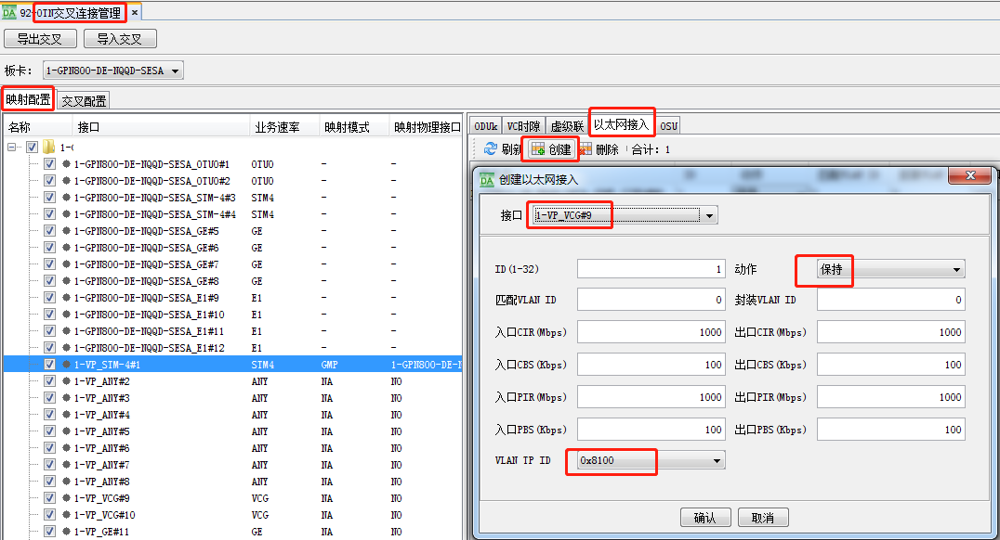 DA 92-OIN交叉连接管理 ×
导出交叉 导入交叉
板卡: 1-GPN800-DE-NQQD-SESA
映射配置 交叉配置
名称 接口 业务速率 映射模式 映射物理接口
1-
1-GPN800-DE-NQQD-SESA_OTU0#1 OTU0 - -
1-GPN800-DE-NQQD-SESA_OTU0#2 OTU0 - -
1-GPN800-DE-NQQD-SESA_STM-4#3 STM4 - -
1-GPN800-DE-NQQD-SESA_STM-4#4 STM4 - -
1-GPN800-DE-NQQD-SESA_GE#5 GE - -
1-GPN800-DE-NQQD-SESA_GE#6 GE - -
1-GPN800-DE-NQQD-SESA_GE#7 GE - -
1-GPN800-DE-NQQD-SESA_GE#8 GE - -
1-GPN800-DE-NQQD-SESA_E1#9 E1 - -
1-GPN800-DE-NQQD-SESA_E1#10 E1 - -
1-GPN800-DE-NQQD-SESA_E1#11 E1 - -
1-GPN800-DE-NQQD-SESA_E1#12 E1 - -
1-VP_STM-4#1 STM4 GMP 1-GPN800-DE-N
1-VP_ANY#2 ANY NA NO
1-VP_ANY#3 ANY NA NO
1-VP_ANY#4 ANY NA NO
1-VP_ANY#5 ANY NA NO
1-VP_ANY#6 ANY NA NO
1-VP_ANY#7 ANY NA NO
1-VP_ANY#8 ANY NA NO
1-VP_VCG#9 VCG NA NO
1-VP_VCG#10 VCG NA NO
1-VP_GE#11 GE NA NO
ODUk VC时隙 虚级联 以太网接入 OSU
刷新 创建 删除 合计: 1
DA 创建以太网接入
接口 1-VP_VCG#9
ID(1-32) 1 动作 保持
匹配VLAN ID 0 封装VLAN ID 0
入口CIR(Mbps) 1000 出口CIR(Mbps) 1000
入口CBS(Kbps) 100 出口CBS(Kbps) 100
入口PIR(Mbps) 1000 出口PIR(Mbps) 1000
入口PBS(Kbps) 100 出口PBS(Kbps) 100
VLAN TP ID 0x8100
确认 取消